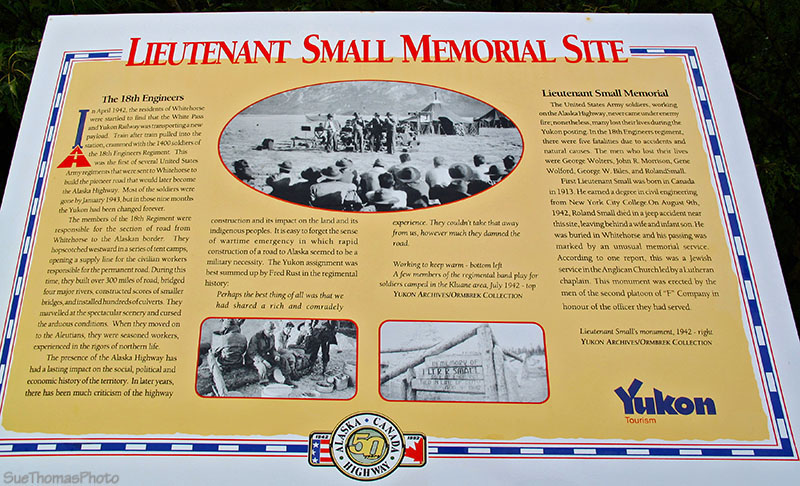 LIEUTENANT SMALL MEMORIAL SITE
The 18th Engineers
In April 1942, the residents of Whitehorse
were startled to find that the White Pass
and Yukon Railway was transporting a new
payload. Train after train pulled into the
station, crammed with the 1400 soldiers of
the 18th Engineers Regiment. This
was the first of several United States
Army regiments that were sent to Whitehorse to
build the pioneer road that would later become
the Alaska Highway. Most of the soldiers were
gone by January 1943, but in those nine months
the Yukon had been changed forever.
The members of the 18th Regiment were
responsible for the section of road from
Whitehorse to the Alaskan border. They
hopscotched westward in a series of tent camps,
opening a supply line for the civilian workers
responsible for the permanent road. During this
time, they built over 300 miles of road, bridged
four major rivers, constructed scores of smaller
bridges, and installed hundreds of culverts. They
marvelled at the spectacular scenery and cursed
the arduous conditions. When they moved on
to the Aleutians, they were seasoned workers,
experienced in the rigors of northern life.
The presence of the Alaska Highway has
had a lasting impact on the social, political and
economic history of the territory. In later years,
there has been much criticism of the highway
construction and its impact on the land and its
indigenous peoples. It is easy to forget the sense
of wartime emergency in which rapid
construction of a road to Alaska seemed to be a
military necessity. The Yukon assignment was
best summed up by Fred Rust in the regimental
history:
Perhaps the best thing of all was that we
had shared a rich and comradely
experience. They couldn't take that away
from us, however much they damned the
road.
Working to keep warm - bottom left
A few members of the regimental band play for
soldiers camped in the Kluane area, July 1942 - top
YUKON ARCHIVES/ORMBREK COLLECTION
Lieutenant Small Memorial
The United States Army soldiers, working
on the Alaska Highway, never came under enemy
fire; nonetheless, many lost their lives during the
Yukon posting. In the 18th Engineers regiment,
there were five fatalities due to accidents and
natural causes. The men who lost their lives
were George Wolters, John R. Morrison, Gene
Wolford, George W. Biles, and Roland Small.
First Lieutenant Small was born in Canada
in 1913. He earned a degree in civil engineering
from New York City College. On August 9th,
1942, Roland Small died in a jeep accident near
this site, leaving behind a wife and infant son. He
was buried in Whitehorse and his passing was
marked by an unusual memorial service.
According to one report, this was a Jewish
service in the Anglican Church led by a Lutheran
chaplain. This monument was erected by the
men of the second platoon of "F" Company in
honour of the officer they had served.
Lieutenant Small's monument, 1942 - right
YUKON ARCHIVES/ORMBREK COLLECTION
IN MEMORY OF
LT. R. SMALL
Yukon
Tourism
1942 ALASKA • CANADA 1992
50
HIGHWAY
SueThomasPhoto